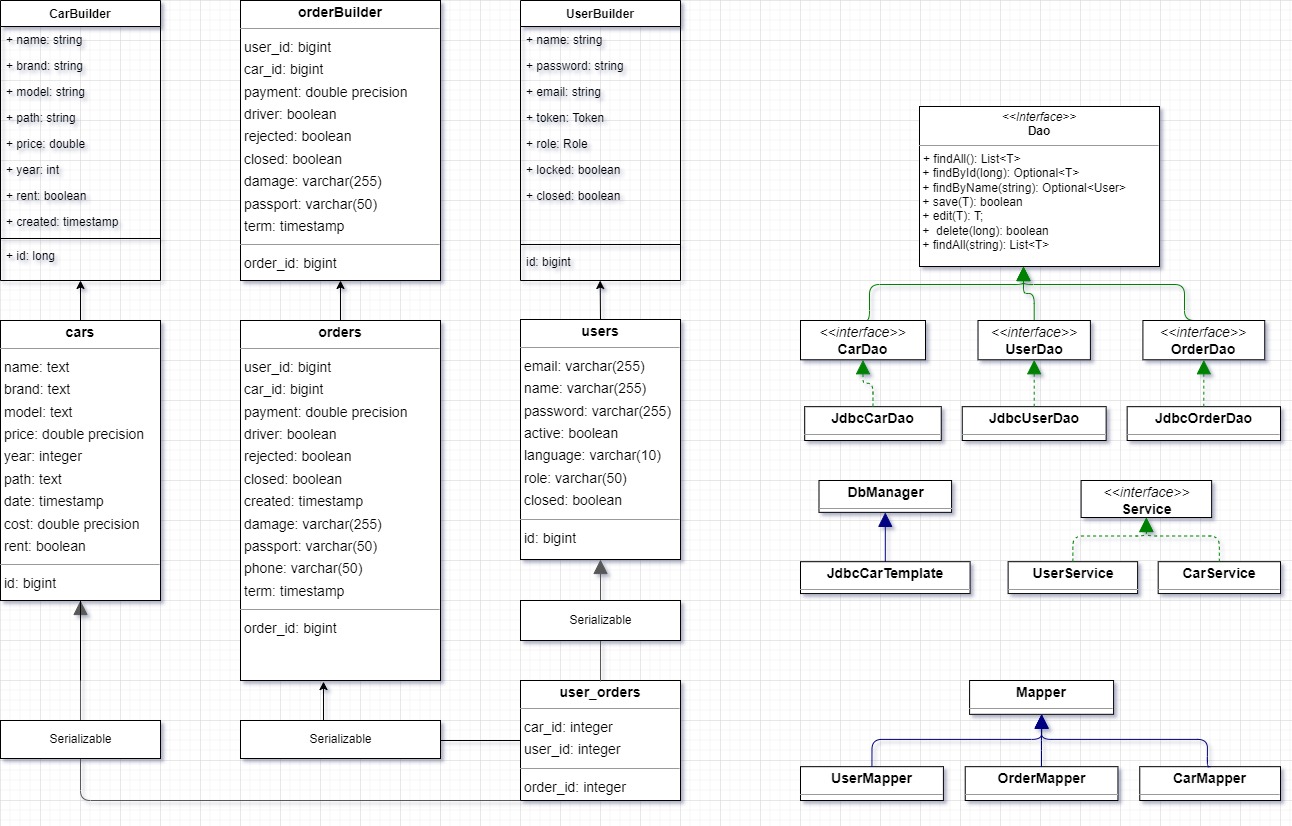 CarBuilder
+ name: string
+ brand: string
+ model: string
+ path: string
+ price: double
+ year: int
+ rent: boolean
+ created: timestamp
+ id: long
orderBuilder
user_id: bigint
car_id: bigint
payment: double precision
driver: boolean
rejected: boolean
closed: boolean
damage: varchar(255)
passport: varchar(50)
term: timestamp
order_id: bigint
UserBuilder
+ name: string
+ password: string
+ email: string
+ token: Token
+ role: Role
+ locked: boolean
+ closed: boolean
id: bigint
cars
name: text
brand: text
model: text
price: double precision
year: integer
path: text
date: timestamp
cost: double precision
rent: boolean
id: bigint
orders
user_id: bigint
car_id: bigint
payment: double precision
driver: boolean
rejected: boolean
closed: boolean
created: timestamp
damage: varchar(255)
passport: varchar(50)
phone: varchar(50)
term: timestamp
order_id: bigint
users
email: varchar(255)
name: varchar(255)
password: varchar(255)
active: boolean
language: varchar(10)
role: varchar(50)
closed: boolean
id: bigint
Serializable
user_orders
car_id: integer
user_id: integer
order_id: integer
Serializable
Serializable
<<Interface>>
Dao
+ findAll(): List<T>
+ findById(long): Optional<T>
+ findByName(string): Optional<User>
+ save(T): boolean
+ edit(T): T;
+  delete(long): boolean
+ findAll(string): List<T>
<<interface>>
CarDao
<<interface>>
UserDao
<<interface>>
OrderDao
JdbcCarDao
JdbcUserDao
JdbcOrderDao
DbManager
JdbcCarTemplate
<<interface>>
Service
UserService
CarService
Mapper
UserMapper
OrderMapper
CarMapper